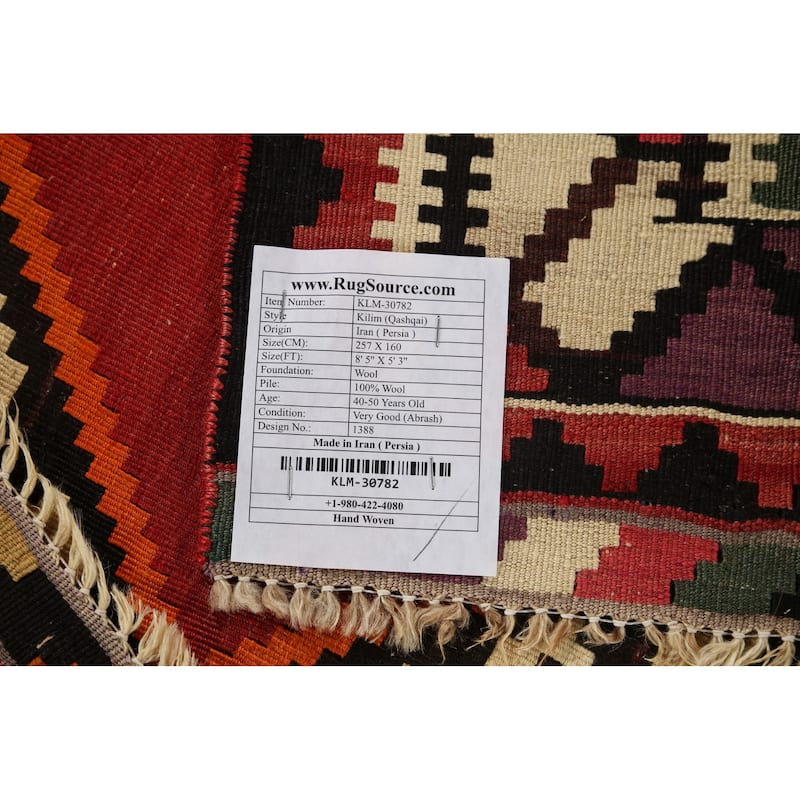 www.RugSource.com
Item Number: KLM-30782
Style Kilim (Qashqai)
Origin Iran ( Persia )
Size(CM): 257 X 160
Size(FT): 8' 5" X 5' 3"
Foundation: Wool
Pile: 100% Wool
Age: 40-50 Years Old
Condition: Very Good (Abrash)
Design No.: 1388
Made in Iran ( Persia )
KLM-30782
+1-980-422-4080
Hand Woven